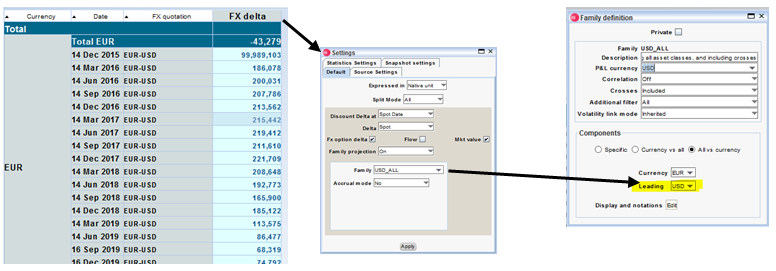 Currency Date FX quotation FX delta
Total
Total EUR -43,279
14 Dec 2015 EUR-USD 99,989,103
14 Mar 2016 EUR-USD 186,078
14 Jun 2016 EUR-USD 200,031
14 Sep 2016 EUR-USD 207,786
14 Dec 2016 EUR-USD 213,562
14 Mar 2017 EUR-USD 215,442
14 Jun 2017 EUR-USD 219,412
14 Sep 2017 EUR-USD 211,610
14 Dec 2017 EUR-USD 221,709
EUR 14 Mar 2018 EUR-USD 208,648
14 Jun 2018 EUR-USD 192,773
14 Sep 2018 EUR-USD 165,900
14 Dec 2018 EUR-USD 185,122
14 Mar 2019 EUR-USD 113,575
14 Jun 2019 EUR-USD 86,477
16 Sep 2019 EUR-USD 68,319
16 Dec 2019 EUR-USD 74,792
Settings
Statistics Settings Snapshot settings
Default Source Settings
Expressed in Native unit
Split Mode All
Discount Delta at Spot Date
Delta Spot
Fx option delta Flow Mkt value
Family projection On
Family USD_ALL
Accrual mode No
Apply
Family definition
Private
Family USD_ALL
Description g all asset classes, and including crosses
P&L currency USD
Correlation Off
Crosses Included
Additional filter All
Volatility link mode Inherited
Components
Specific Currency vs all All vs currency
Currency EUR
Leading USD
Display and notations Edit